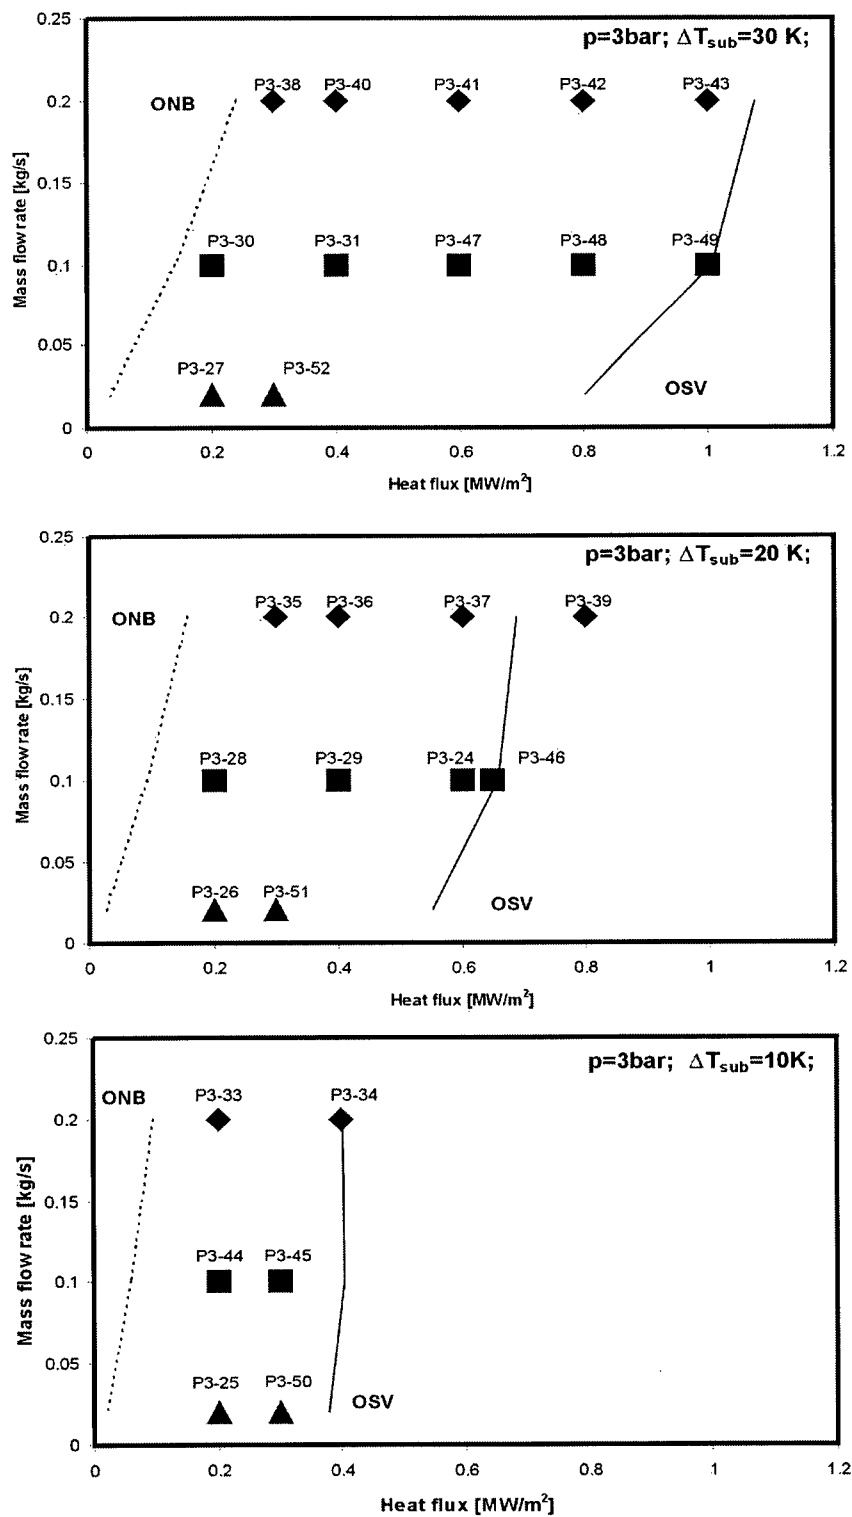 p=3bar; ΔTsub=30 K;
0.25
0.2
0.15
0.1
0.05
0
Mass flow rate [kg/s]
ONB
P3-38 P3-40 P3-41 P3-42 P3-43
P3-30 P3-31 P3-47 P3-48 P3-49
P3-27 P3-52
OSV
0 0.2 0.4 0.6 0.8 1 1.2
Heat flux [MW/m²]
p=3bar; ΔTsub=20 K;
0.25
0.2
0.15
0.1
0.05
0
Mass flow rate [kg/s]
ONB
P3-35 P3-36 P3-37 P3-39
P3-28 P3-29 P3-24 P3-46
P3-26 P3-51
OSV
0 0.2 0.4 0.6 0.8 1 1.2
Heat flux [MW/m²]
p=3bar; ΔTsub=10K;
0.25
0.2
0.15
0.1
0.05
0
Mass flow rate [kg/s]
ONB
P3-33 P3-34
P3-44 P3-45
P3-25 P3-50
OSV
0 0.2 0.4 0.6 0.8 1 1.2
Heat flux [MW/m²]